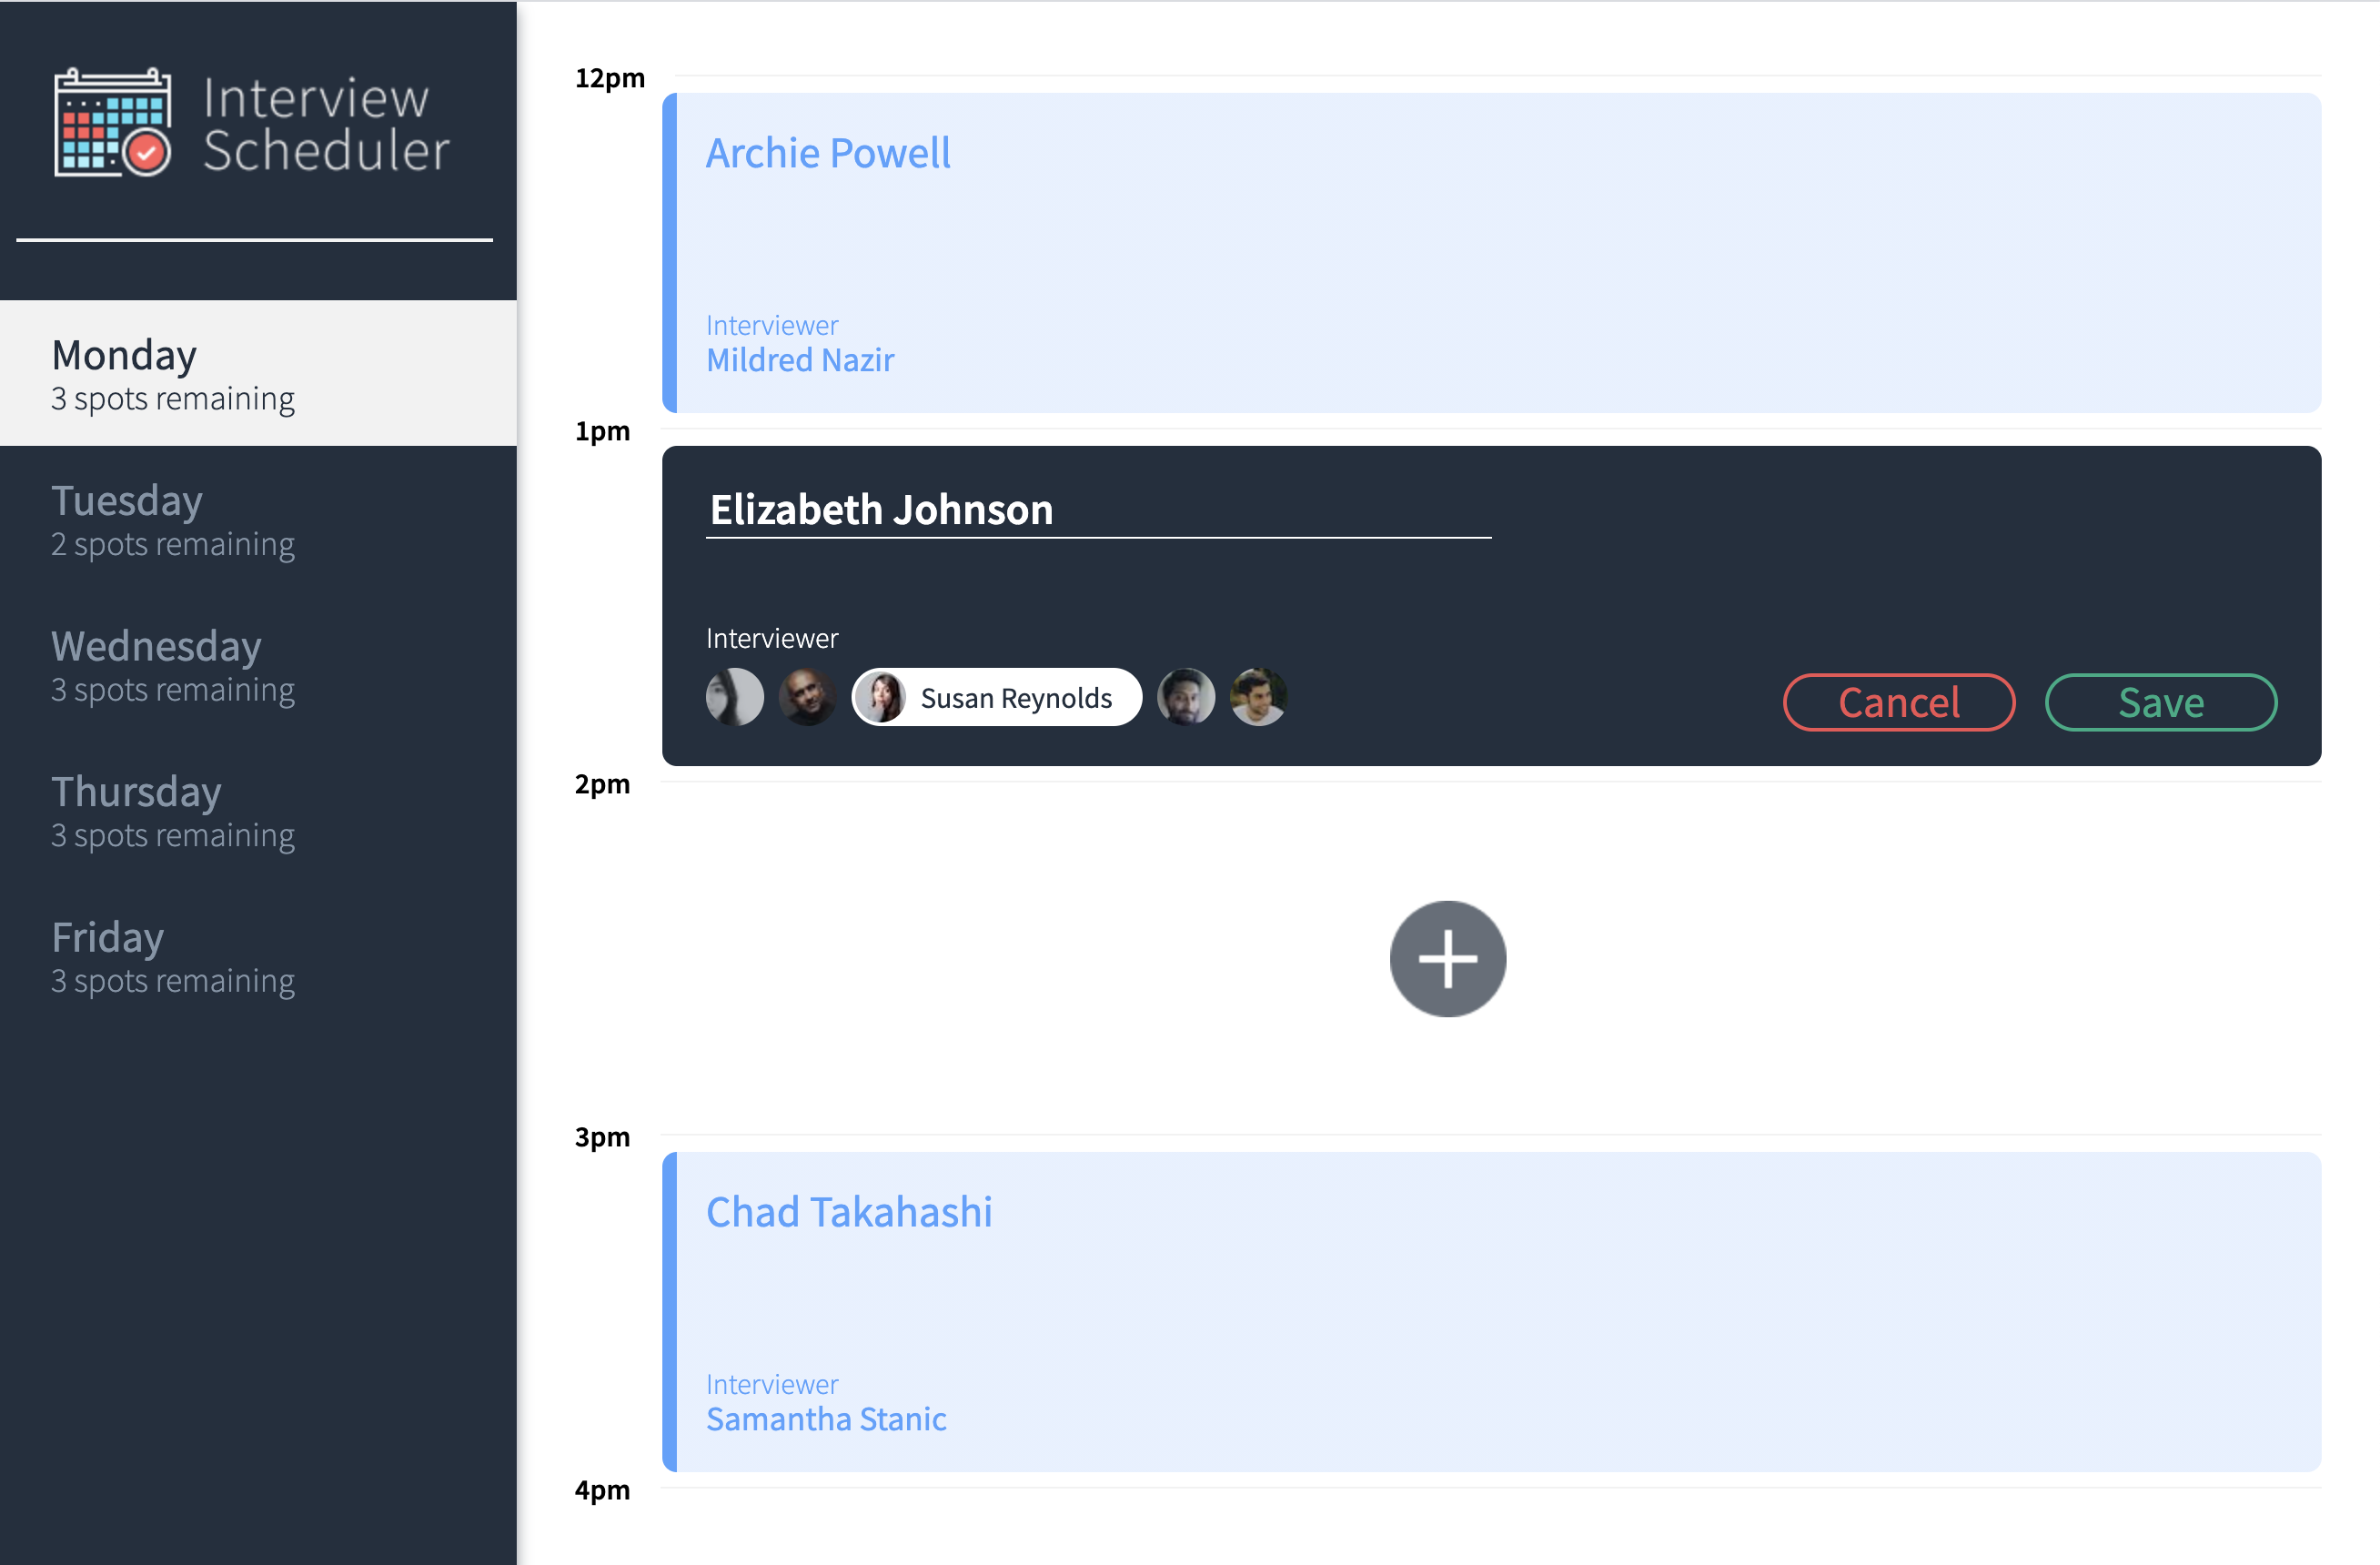 Interview
Scheduler
Monday
3 spots remaining
Tuesday
2 spots remaining
Wednesday
3 spots remaining
Thursday
3 spots remaining
Friday
3 spots remaining
12pm
Archie Powell
Interviewer
Mildred Nazir
1pm
Elizabeth Johnson
Interviewer
Susan Reynolds
Cancel
Save
2pm
3pm
Chad Takahashi
Interviewer
Samantha Stanic
4pm